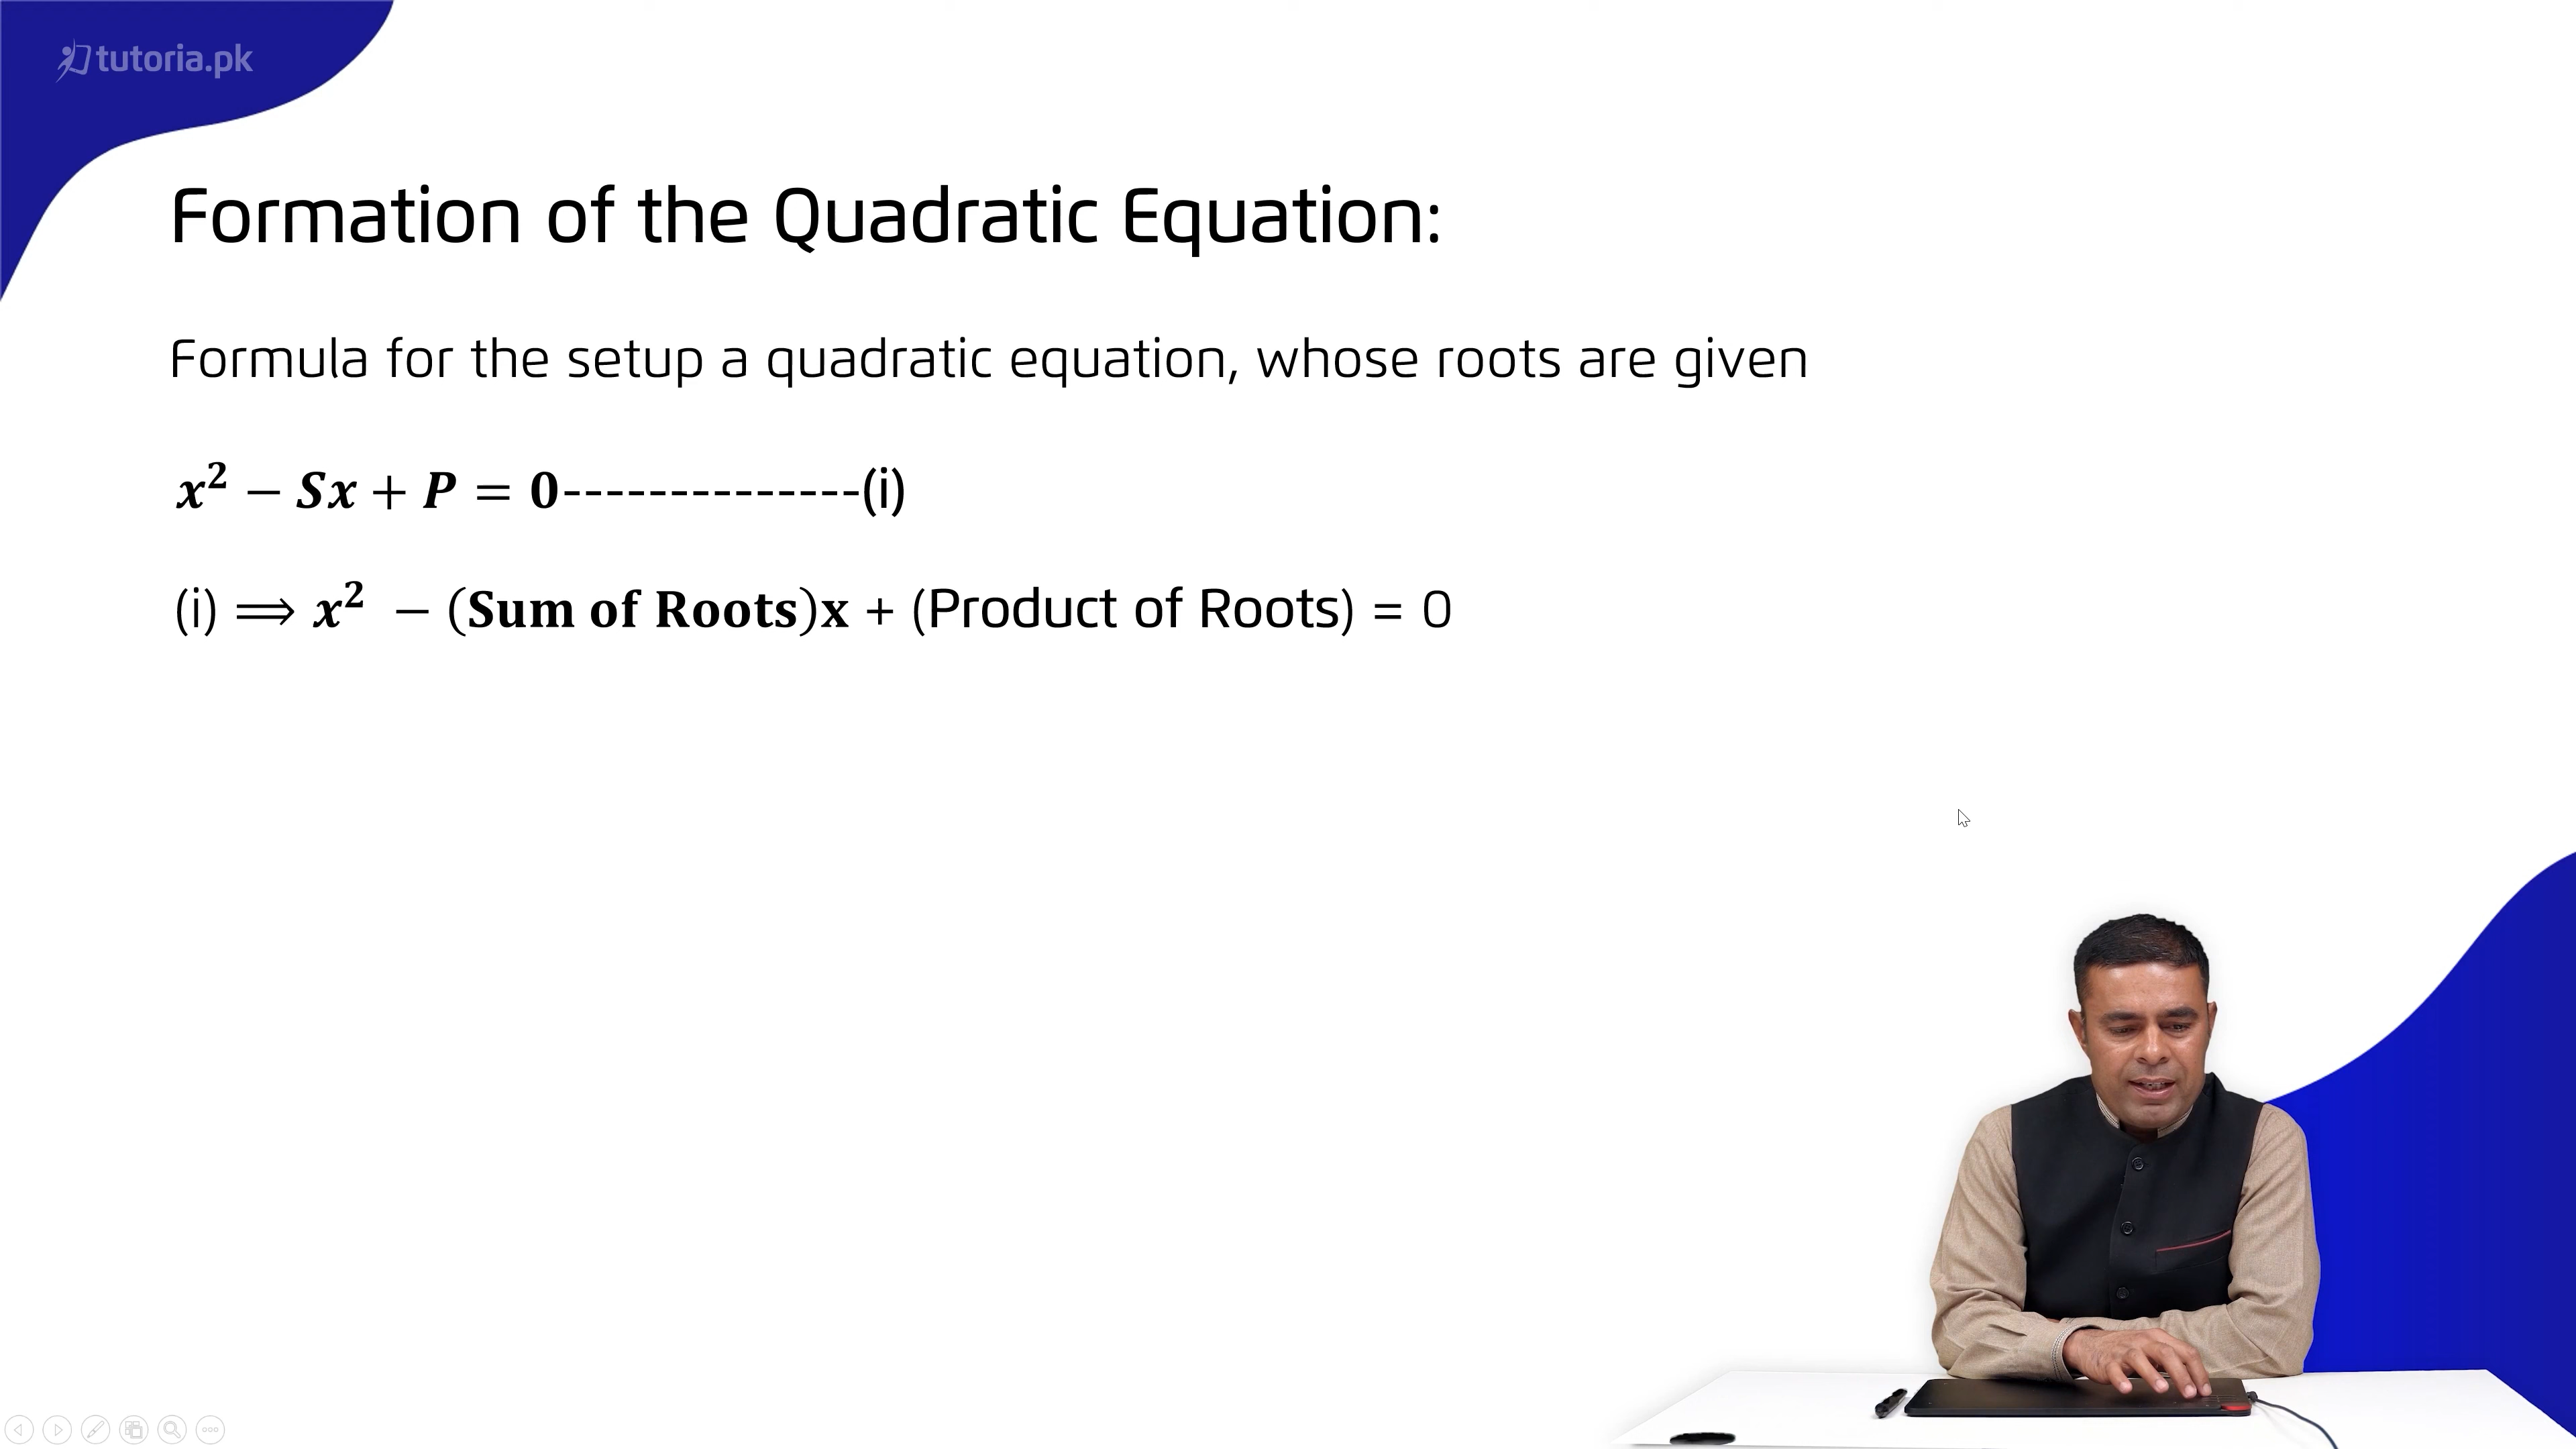 tutoria.pk
Formation of the Quadratic Equation:
Formula for the setup a quadratic equation, whose roots are given
x² − Sx + P = 0--------------(i)
(i) ⟹ x² − (Sum of Roots)x + (Product of Roots) = 0